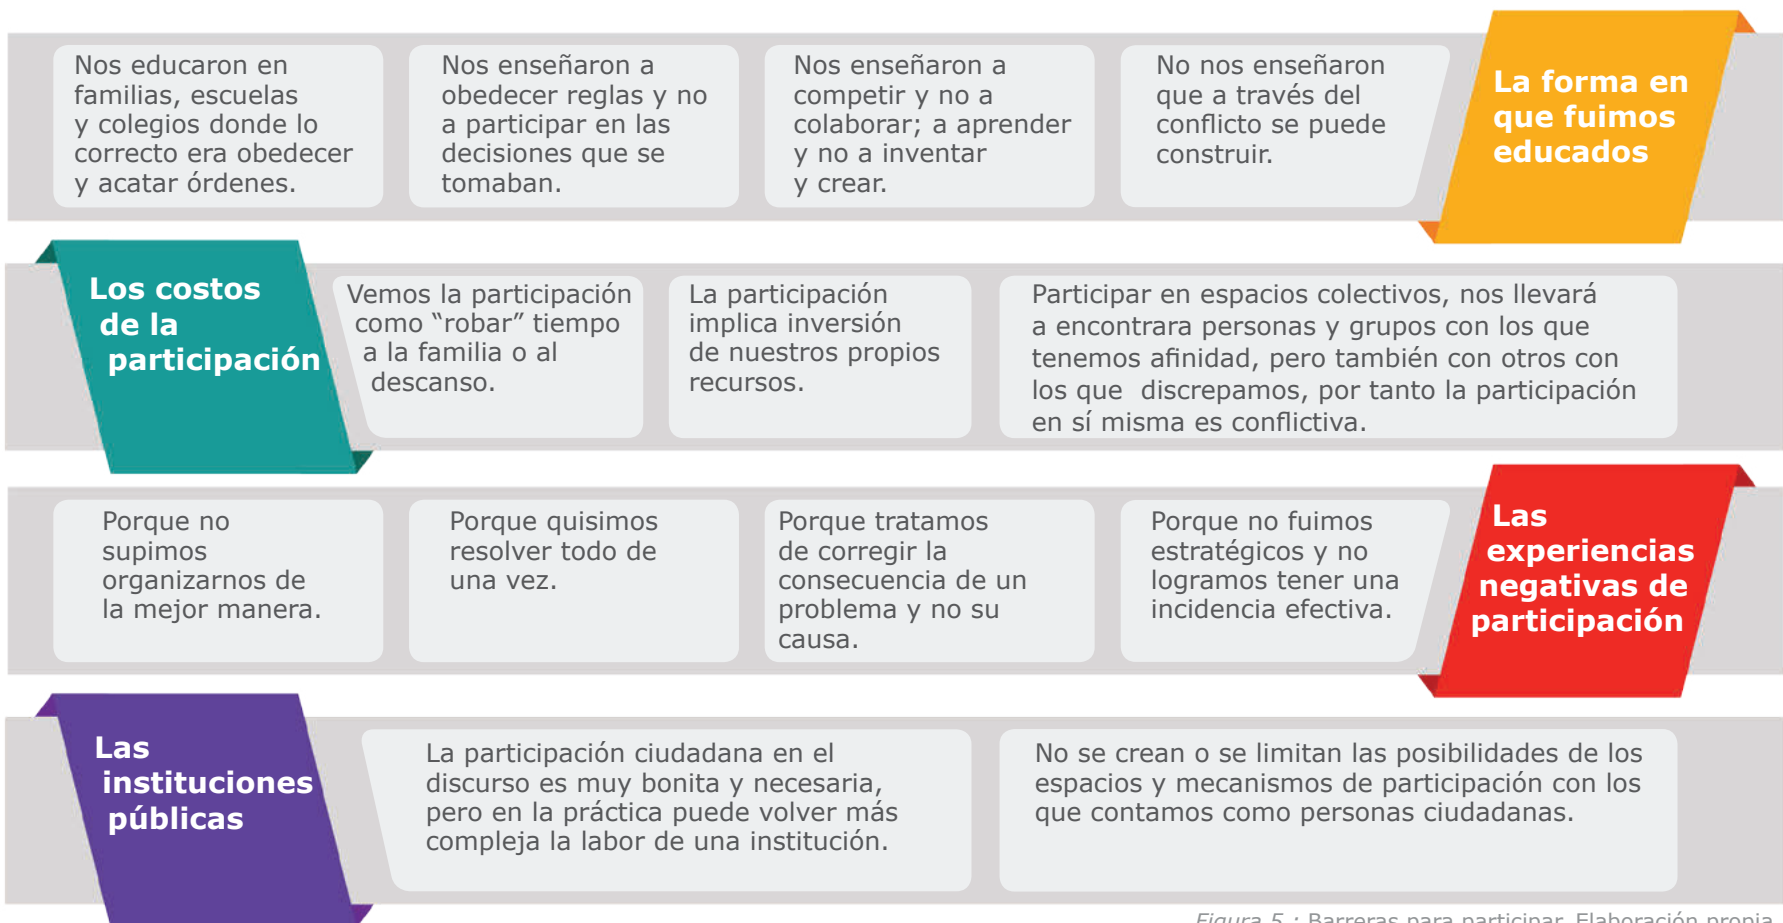 Nos educaron en
familias, escuelas
y colegios donde lo
correcto era obedecer
y acatar órdenes.
Nos enseñaron a
obedecer reglas y no
a participar en las
decisiones que se
tomaban.
Nos enseñaron a
competir y no a
colaborar; a aprender
y no a inventar
y crear.
No nos enseñaron
que a través del
conflicto se puede
construir.
La forma en
que fuimos
educados
Los costos
de la
participación
Vemos la participación
como “robar” tiempo
a la familia o al
descanso.
La participación
implica inversión
de nuestros propios
recursos.
Participar en espacios colectivos, nos llevará
a encontrara personas y grupos con los que
tenemos afinidad, pero también con otros con
los que discrepamos, por tanto la participación
en sí misma es conflictiva.
Porque no
supimos
organizarnos de
la mejor manera.
Porque quisimos
resolver todo de
una vez.
Porque tratamos
de corregir la
consecuencia de un
problema y no su
causa.
Porque no fuimos
estratégicos y no
logramos tener una
incidencia efectiva.
Las
experiencias
negativas de
participación
Las
instituciones
públicas
La participación ciudadana en el
discurso es muy bonita y necesaria,
pero en la práctica puede volver más
compleja la labor de una institución.
No se crean o se limitan las posibilidades de los
espacios y mecanismos de participación con los
que contamos como personas ciudadanas.
Figura 5 : Barreras para participar. Elaboración propia